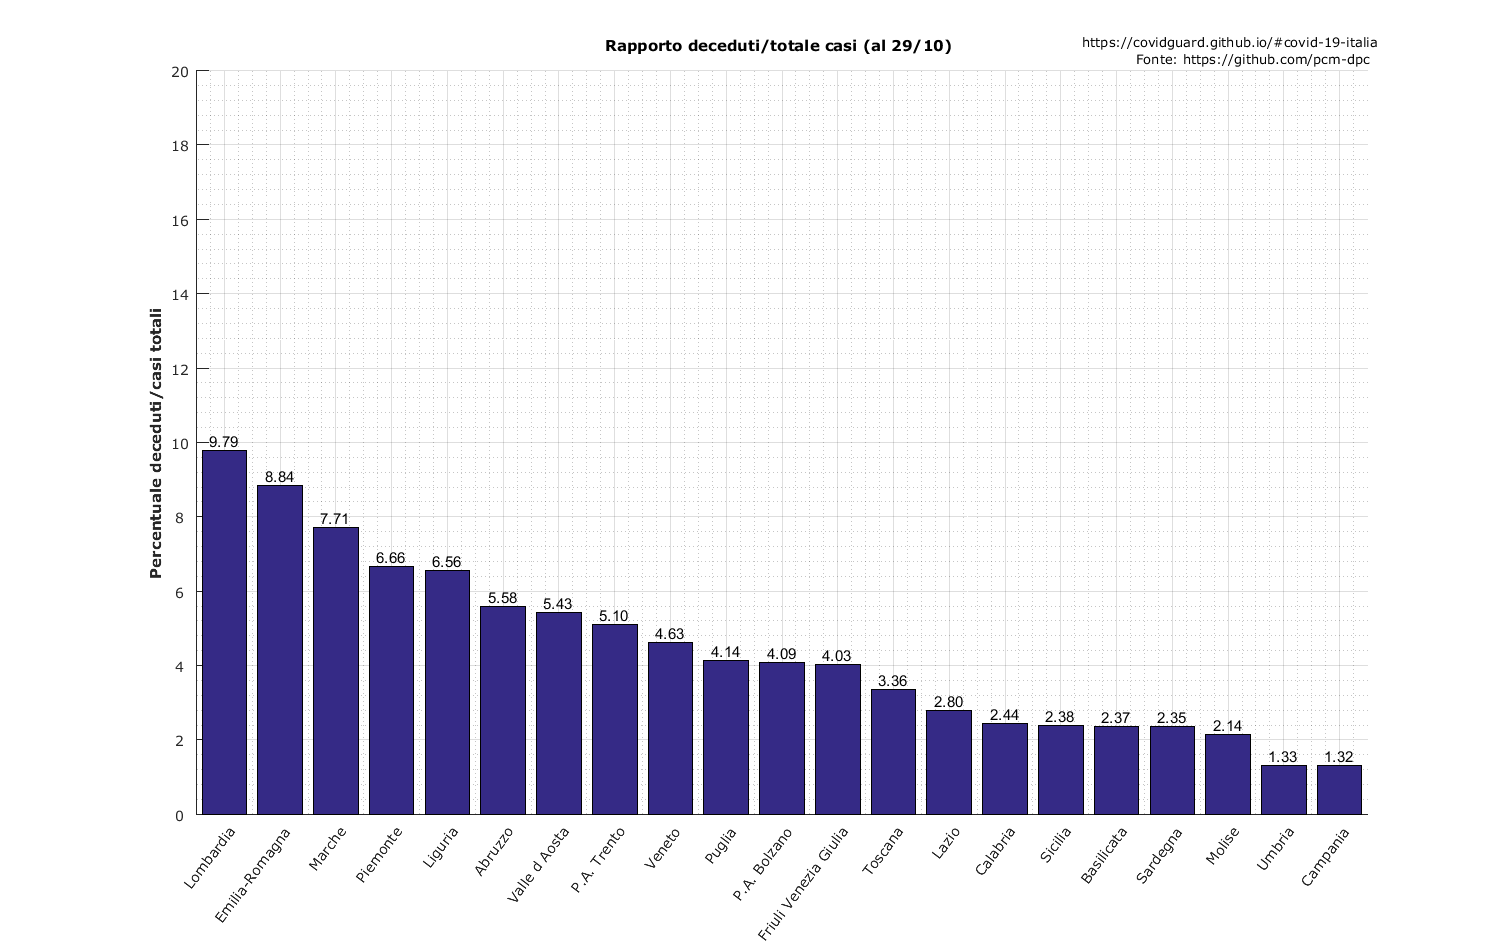 Rapporto deceduti/totale casi (al 29/10)
https://covidguard.github.io/#covid-19-italia
Fonte: https://github.com/pcm-dpc
Percentuale deceduti/casi totali
20
18
16
14
12
10
8
6
4
2
0
9.79
8.84
7.71
6.66
6.56
5.58
5.43
5.10
4.63
4.14
4.09
4.03
3.36
2.80
2.44
2.38
2.37
2.35
2.14
1.33
1.32
Lombardia
Emilia-Romagna
Marche
Piemonte
Liguria
Abruzzo
Valle d Aosta
P.A. Trento
Veneto
Puglia
P.A. Bolzano
Friuli Venezia Giulia
Toscana
Lazio
Calabria
Sicilia
Basilicata
Sardegna
Molise
Umbria
Campania